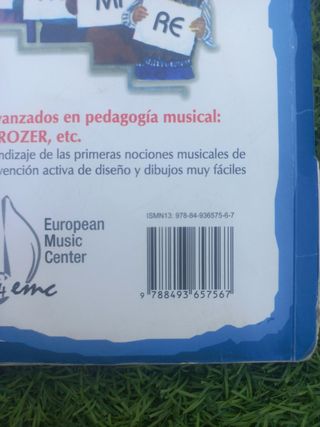 MI
RE
vanzados en pedagogía musical:
ROZER, etc.
ndizaje de las primeras nociones musicales de
vención activa de diseño y dibujos muy fáciles
European
Music
Center
emc
ISMN13: 978-84-936575-6-7
9 788493 657567